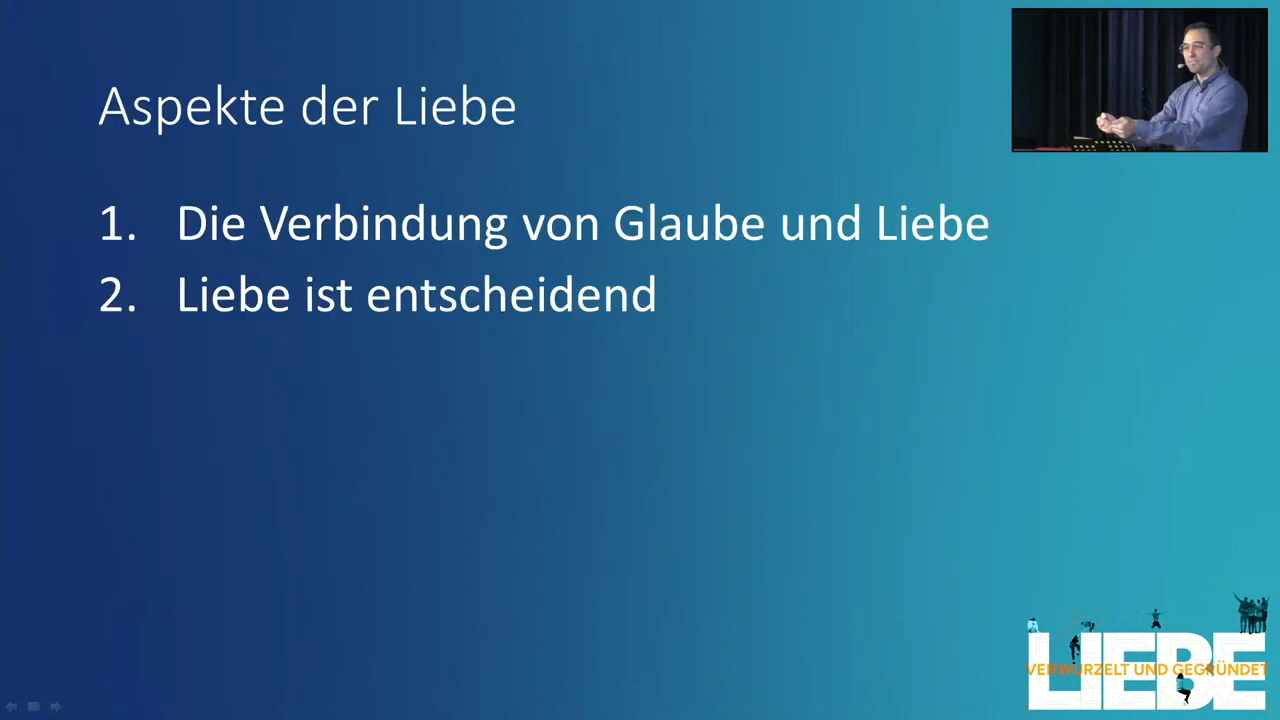 Aspekte der Liebe
1. Die Verbindung von Glaube und Liebe
2. Liebe ist entscheidend
LIEBE
VERWURZELT UND GEGRÜNDET